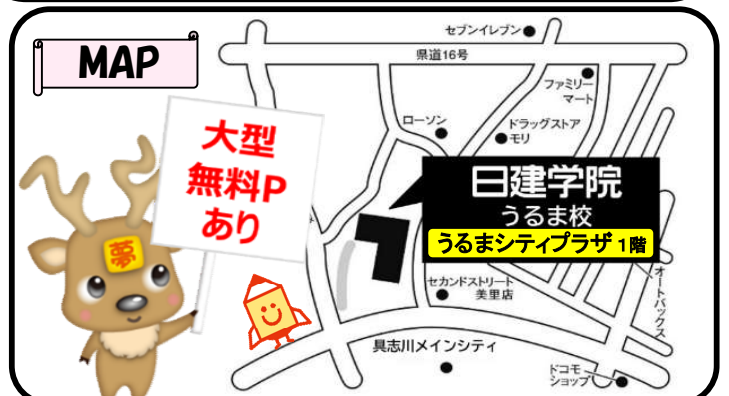 MAP
セブンイレブン
県道16号
ファミリー
マート
ローソン
ドラッグストア
モリ
大型
無料P
あり
日建学院
うるま校
うるまシティプラザ 1階
夢
セカンドストリート
美里店
オートバックス
具志川メインシティ
ドコモ
ショップ